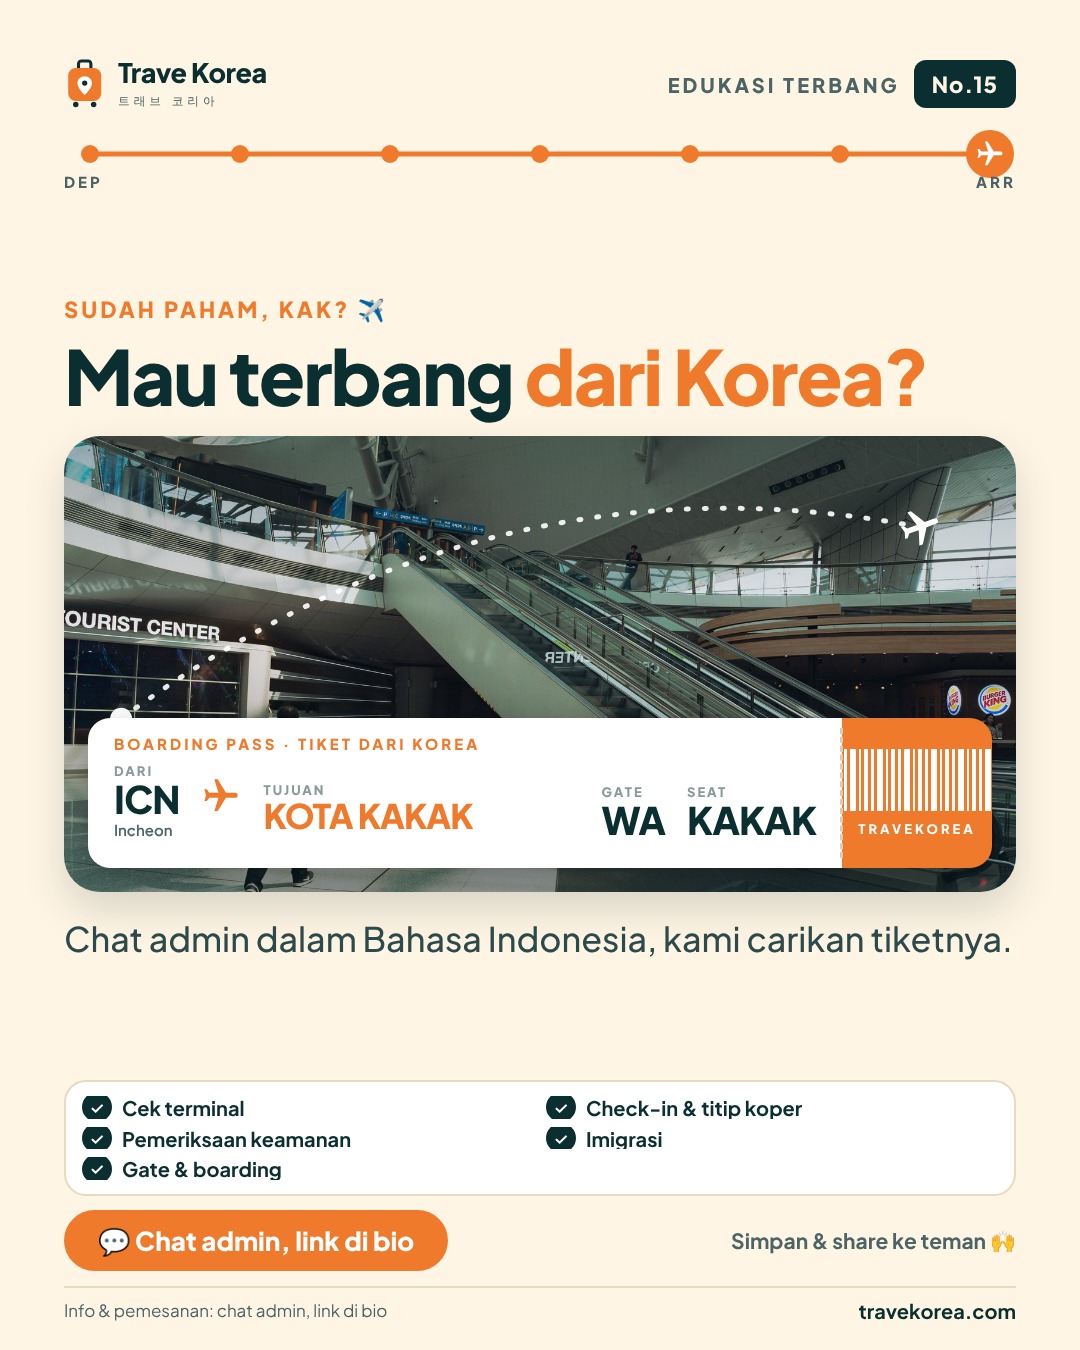 Trave Korea
트래브 코리아
EDUKASI TERBANG
No.15
DEP
ARR
SUDAH PAHAM, KAK? ✈️
Mau terbang dari Korea?
OURIST CENTER
BURGER KING
BOARDING PASS · TIKET DARI KOREA
DARI
ICN
Incheon
TUJUAN
KOTA KAKAK
GATE
WA
SEAT
KAKAK
TRAVEKOREA
Chat admin dalam Bahasa Indonesia, kami carikan tiketnya.
Cek terminal
Check-in & titip koper
Pemeriksaan keamanan
Imigrasi
Gate & boarding
💬 Chat admin, link di bio
Simpan & share ke teman 🙌
Info & pemesanan: chat admin, link di bio
travekorea.com